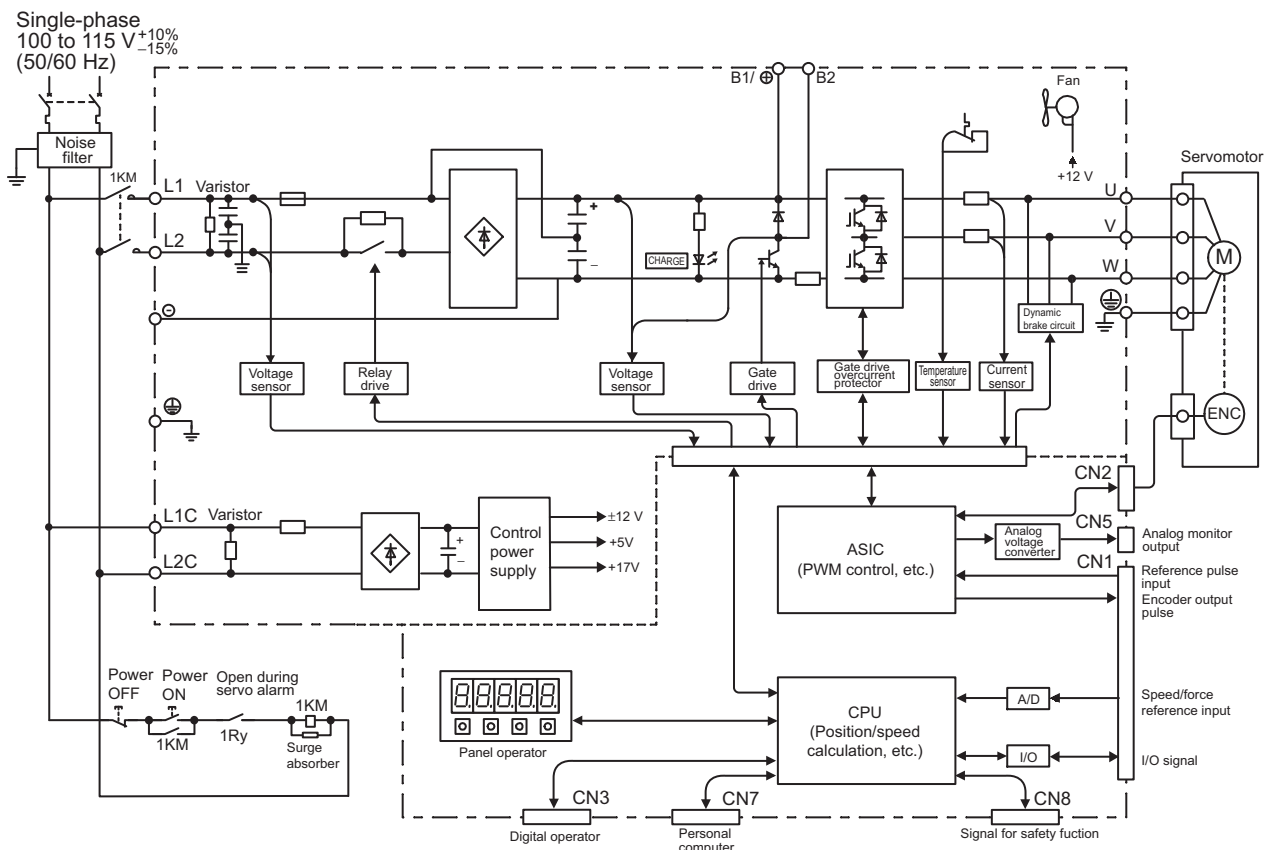 Single-phase
100 to 115 V +10%
−15%
(50/60 Hz)
Noise
filter
1KM
L1
Varistor
L2
B1/ ⊕
B2
Fan
+12 V
Servomotor
U
V
W
M
CHARGE
+
−
⊖
Dynamic
brake circuit
Voltage
sensor
Relay
drive
Voltage
sensor
Gate
drive
Gate drive
overcurrent
protector
Temperature
sensor
Current
sensor
ENC
L1C
Varistor
L2C
+
−
Control
power
supply
±12 V
+5V
+17V
ASIC
(PWM control, etc.)
CN2
CN5
Analog
voltage
converter
Analog monitor
output
CN1
Reference pulse
input
Encoder output
pulse
Power
OFF
Power
ON
Open during
servo alarm
1KM
1KM
1Ry
Surge
absorber
8.8.8.8.8.
Panel operator
CPU
(Position/speed
calculation, etc.)
A/D
Speed/force
reference input
I/O
I/O signal
CN3
CN7
CN8
Digital operator
Personal
computer
Signal for safety fuction